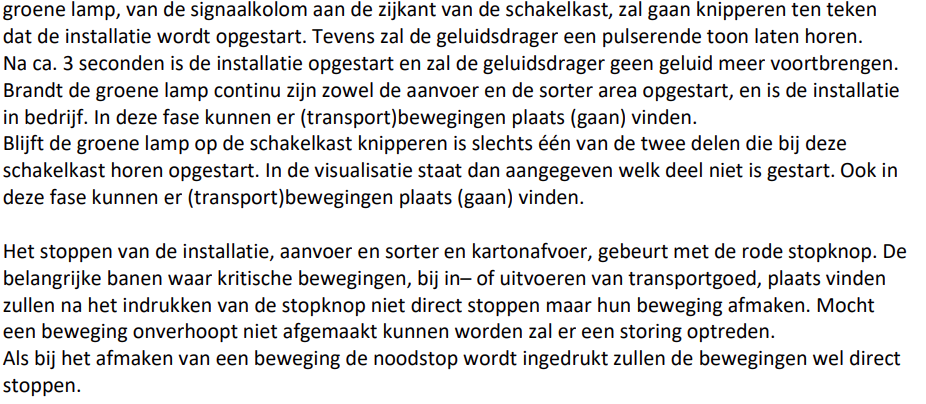 groene lamp, van de signaalkolom aan de zijkant van de schakelkast, zal gaan knipperen ten teken
dat de installatie wordt opgestart. Tevens zal de geluidsdrager een pulserende toon laten horen.
Na ca. 3 seconden is de installatie opgestart en zal de geluidsdrager geen geluid meer voortbrengen.
Brandt de groene lamp continu zijn zowel de aanvoer en de sorter area opgestart, en is de installatie
in bedrijf. In deze fase kunnen er (transport)bewegingen plaats (gaan) vinden.
Blijft de groene lamp op de schakelkast knipperen is slechts één van de twee delen die bij deze
schakelkast horen opgestart. In de visualisatie staat dan aangegeven welk deel niet is gestart. Ook in
deze fase kunnen er (transport)bewegingen plaats (gaan) vinden.

Het stoppen van de installatie, aanvoer en sorter en kartonafvoer, gebeurt met de rode stopknop. De
belangrijke banen waar kritische bewegingen, bij in– of uitvoeren van transportgoed, plaats vinden
zullen na het indrukken van de stopknop niet direct stoppen maar hun beweging afmaken. Mocht
een beweging onverhoopt niet afgemaakt kunnen worden zal er een storing optreden.
Als bij het afmaken van een beweging de noodstop wordt ingedrukt zullen de bewegingen wel direct
stoppen.